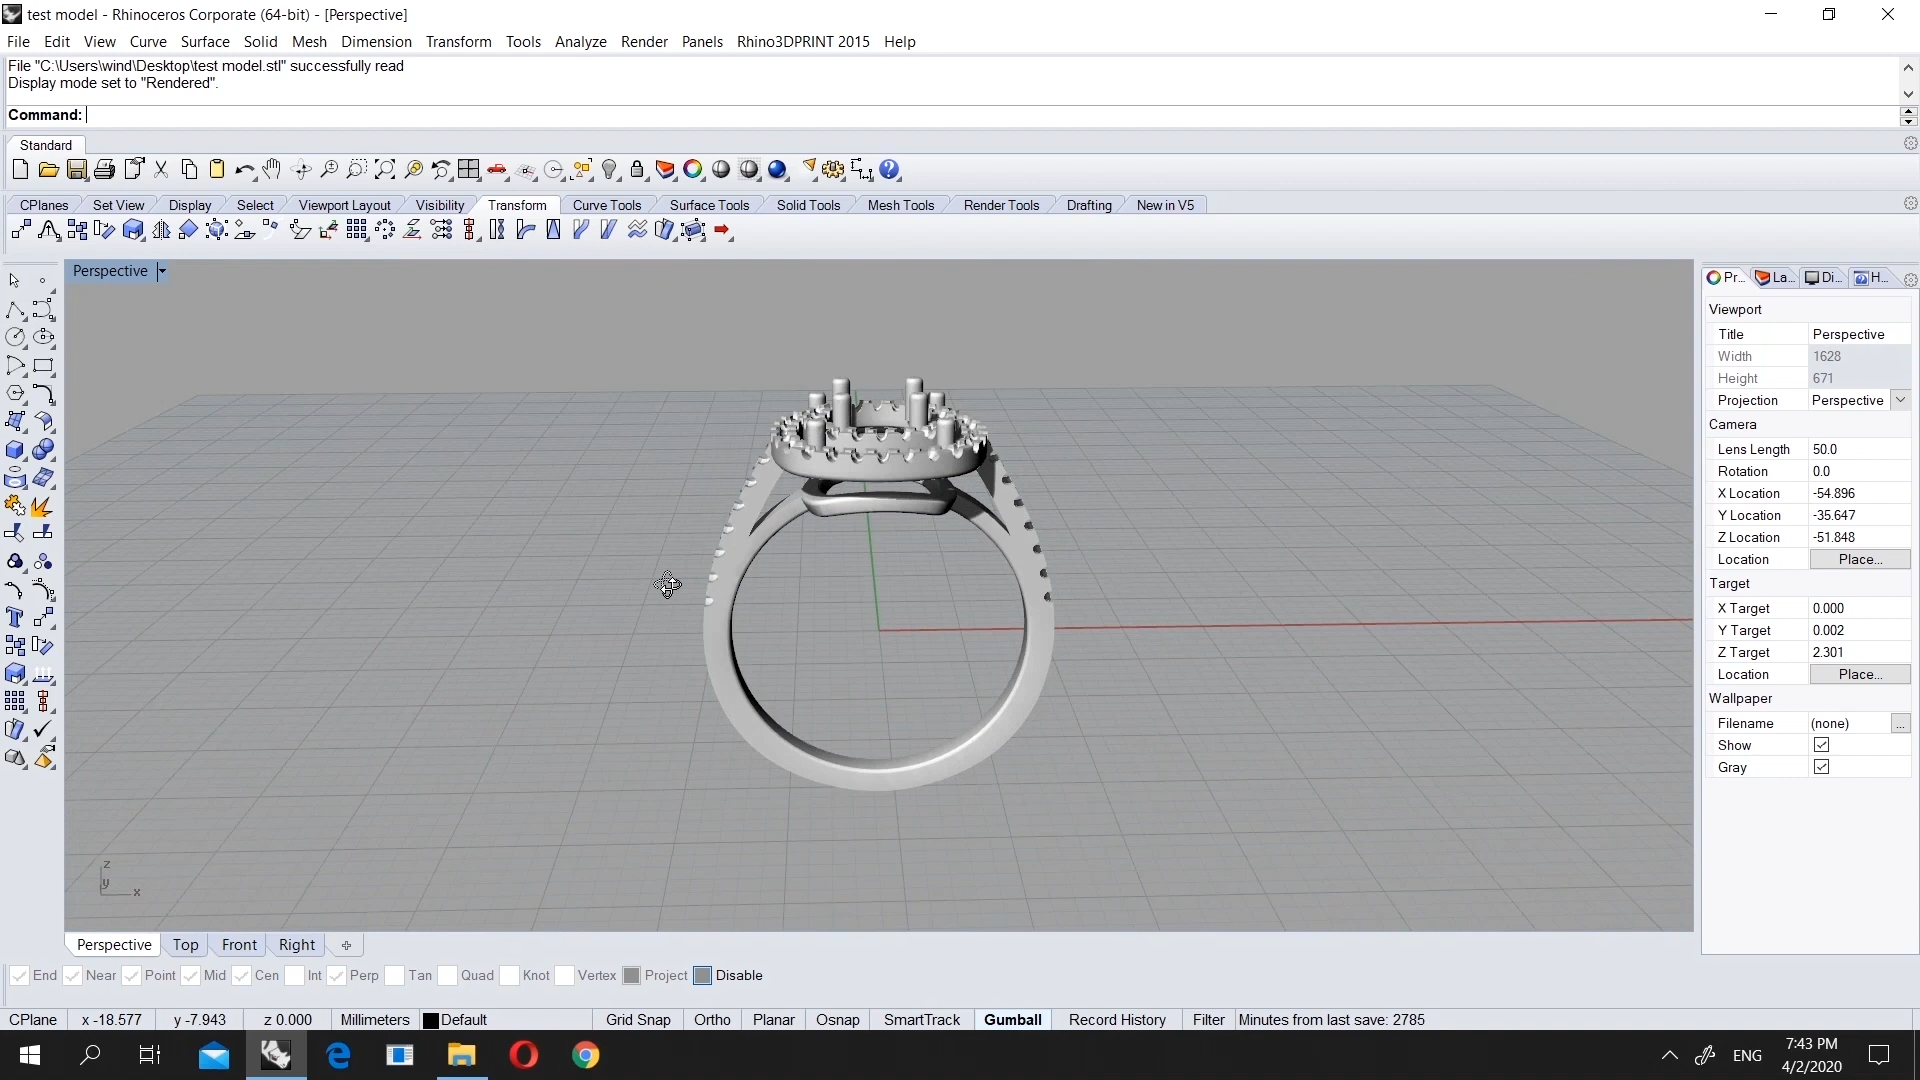 test model - Rhinoceros Corporate (64-bit) - [Perspective]
File Edit View Curve Surface Solid Mesh Dimension Transform Tools Analyze Render Panels Rhino3DPRINT 2015 Help
File "C:\Users\wind\Desktop\test model.stl" successfully read
Display mode set to "Rendered".
Command:
Standard
CPlanes Set View Display Select Viewport Layout Visibility Transform Curve Tools Surface Tools Solid Tools Mesh Tools Render Tools Drafting New in V5
Perspective
Pr... La... Di... H...
Viewport
Title Perspective
Width 1628
Height 671
Projection Perspective
Camera
Lens Length 50.0
Rotation 0.0
X Location -54.896
Y Location -35.647
Z Location -51.848
Location Place...
Target
X Target 0.000
Y Target 0.002
Z Target 2.301
Location Place...
Wallpaper
Filename (none) ...
Show
Gray
z
y x
Perspective Top Front Right
End Near Point Mid Cen Int Perp Tan Quad Knot Vertex Project Disable
CPlane x -18.577 y -7.943 z 0.000 Millimeters Default Grid Snap Ortho Planar Osnap SmartTrack Gumball Record History Filter Minutes from last save: 2785
ENG
7:43 PM
4/2/2020